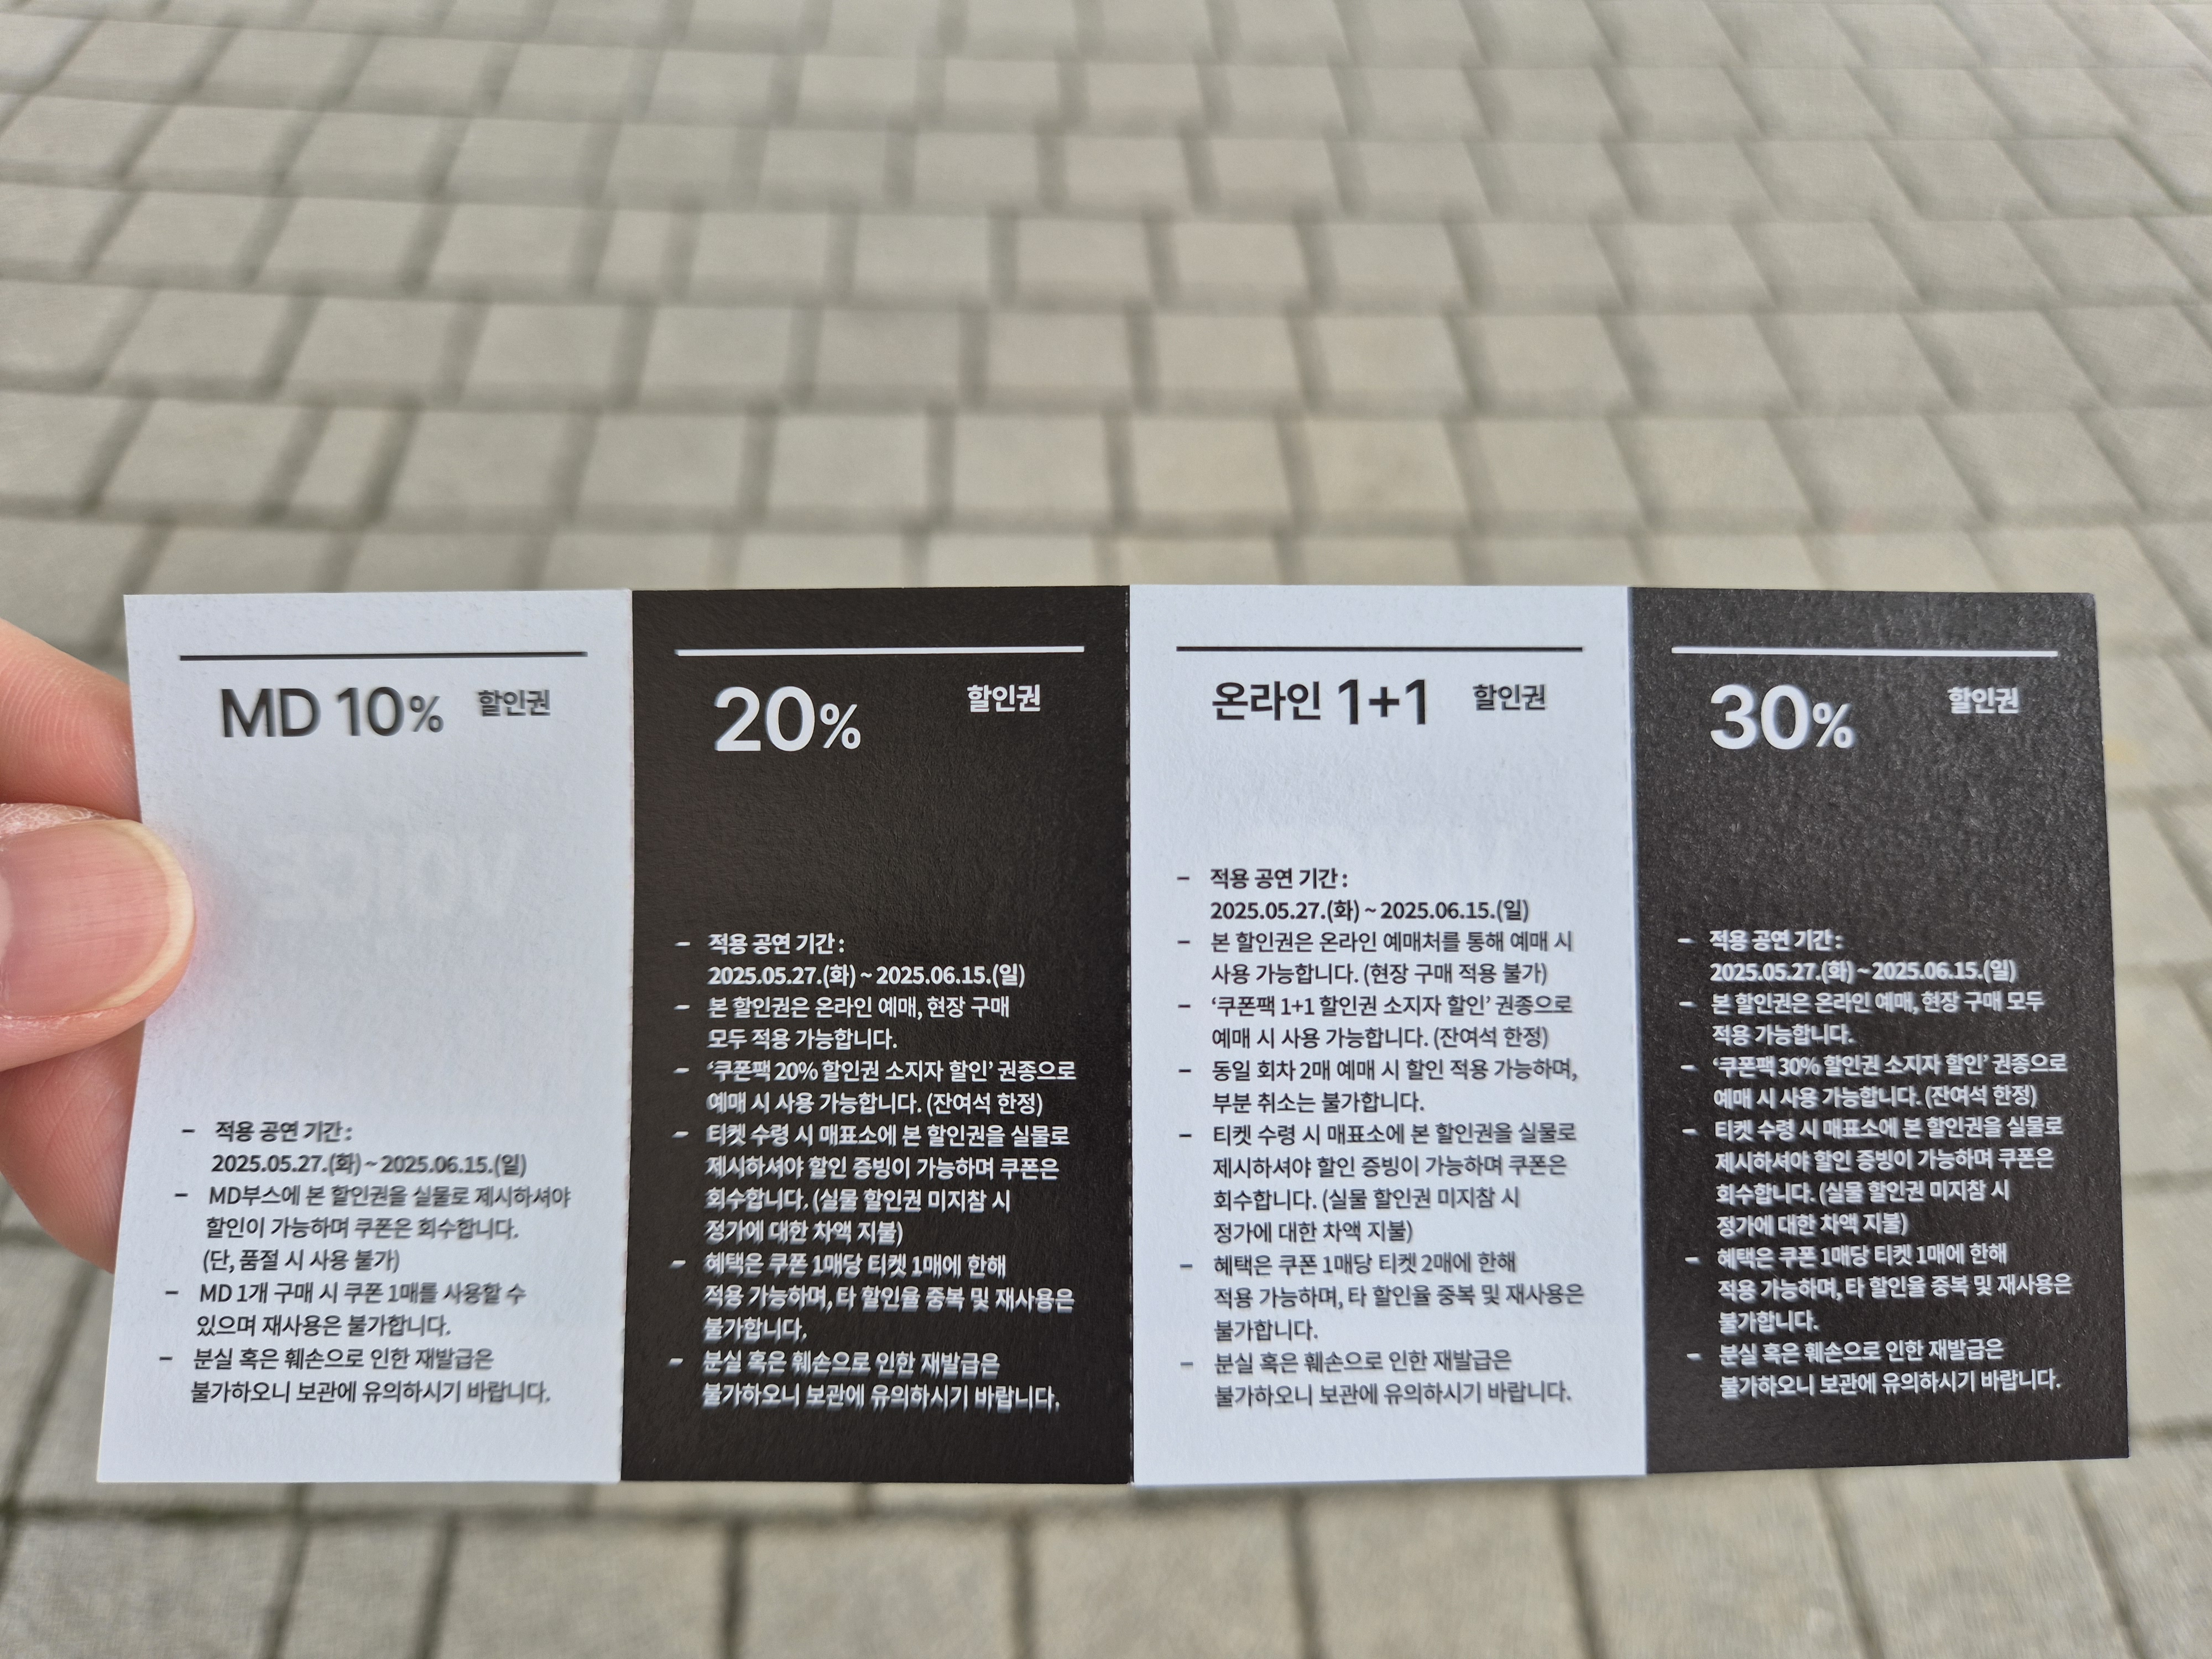 MD 10% 할인권
– 적용 공연 기간 :
2025.05.27.(화) ~ 2025.06.15.(일)
– MD부스에 본 할인권을 실물로 제시하셔야
할인이 가능하며 쿠폰은 회수합니다.
(단, 품절 시 사용 불가)
– MD 1개 구매 시 쿠폰 1매를 사용할 수
있으며 재사용은 불가합니다.
– 분실 혹은 훼손으로 인한 재발급은
불가하오니 보관에 유의하시기 바랍니다.
20% 할인권
– 적용 공연 기간 :
2025.05.27.(화) ~ 2025.06.15.(일)
– 본 할인권은 온라인 예매, 현장 구매
모두 적용 가능합니다.
– ‘쿠폰팩 20% 할인권 소지자 할인’ 권종으로
예매 시 사용 가능합니다. (잔여석 한정)
– 티켓 수령 시 매표소에 본 할인권을 실물로
제시하셔야 할인 증빙이 가능하며 쿠폰은
회수합니다. (실물 할인권 미지참 시
정가에 대한 차액 지불)
– 혜택은 쿠폰 1매당 티켓 1매에 한해
적용 가능하며, 타 할인율 중복 및 재사용은
불가합니다.
– 분실 혹은 훼손으로 인한 재발급은
불가하오니 보관에 유의하시기 바랍니다.
온라인 1+1 할인권
– 적용 공연 기간 :
2025.05.27.(화) ~ 2025.06.15.(일)
– 본 할인권은 온라인 예매처를 통해 예매 시
사용 가능합니다. (현장 구매 적용 불가)
– ‘쿠폰팩 1+1 할인권 소지자 할인’ 권종으로
예매 시 사용 가능합니다. (잔여석 한정)
– 동일 회차 2매 예매 시 할인 적용 가능하며,
부분 취소는 불가합니다.
– 티켓 수령 시 매표소에 본 할인권을 실물로
제시하셔야 할인 증빙이 가능하며 쿠폰은
회수합니다. (실물 할인권 미지참 시
정가에 대한 차액 지불)
– 혜택은 쿠폰 1매당 티켓 2매에 한해
적용 가능하며, 타 할인율 중복 및 재사용은
불가합니다.
– 분실 혹은 훼손으로 인한 재발급은
불가하오니 보관에 유의하시기 바랍니다.
30% 할인권
– 적용 공연 기간 :
2025.05.27.(화) ~ 2025.06.15.(일)
– 본 할인권은 온라인 예매, 현장 구매 모두
적용 가능합니다.
– ‘쿠폰팩 30% 할인권 소지자 할인’ 권종으로
예매 시 사용 가능합니다. (잔여석 한정)
– 티켓 수령 시 매표소에 본 할인권을 실물로
제시하셔야 할인 증빙이 가능하며 쿠폰은
회수합니다. (실물 할인권 미지참 시
정가에 대한 차액 지불)
– 혜택은 쿠폰 1매당 티켓 1매에 한해
적용 가능하며, 타 할인율 중복 및 재사용은
불가합니다.
– 분실 혹은 훼손으로 인한 재발급은
불가하오니 보관에 유의하시기 바랍니다.